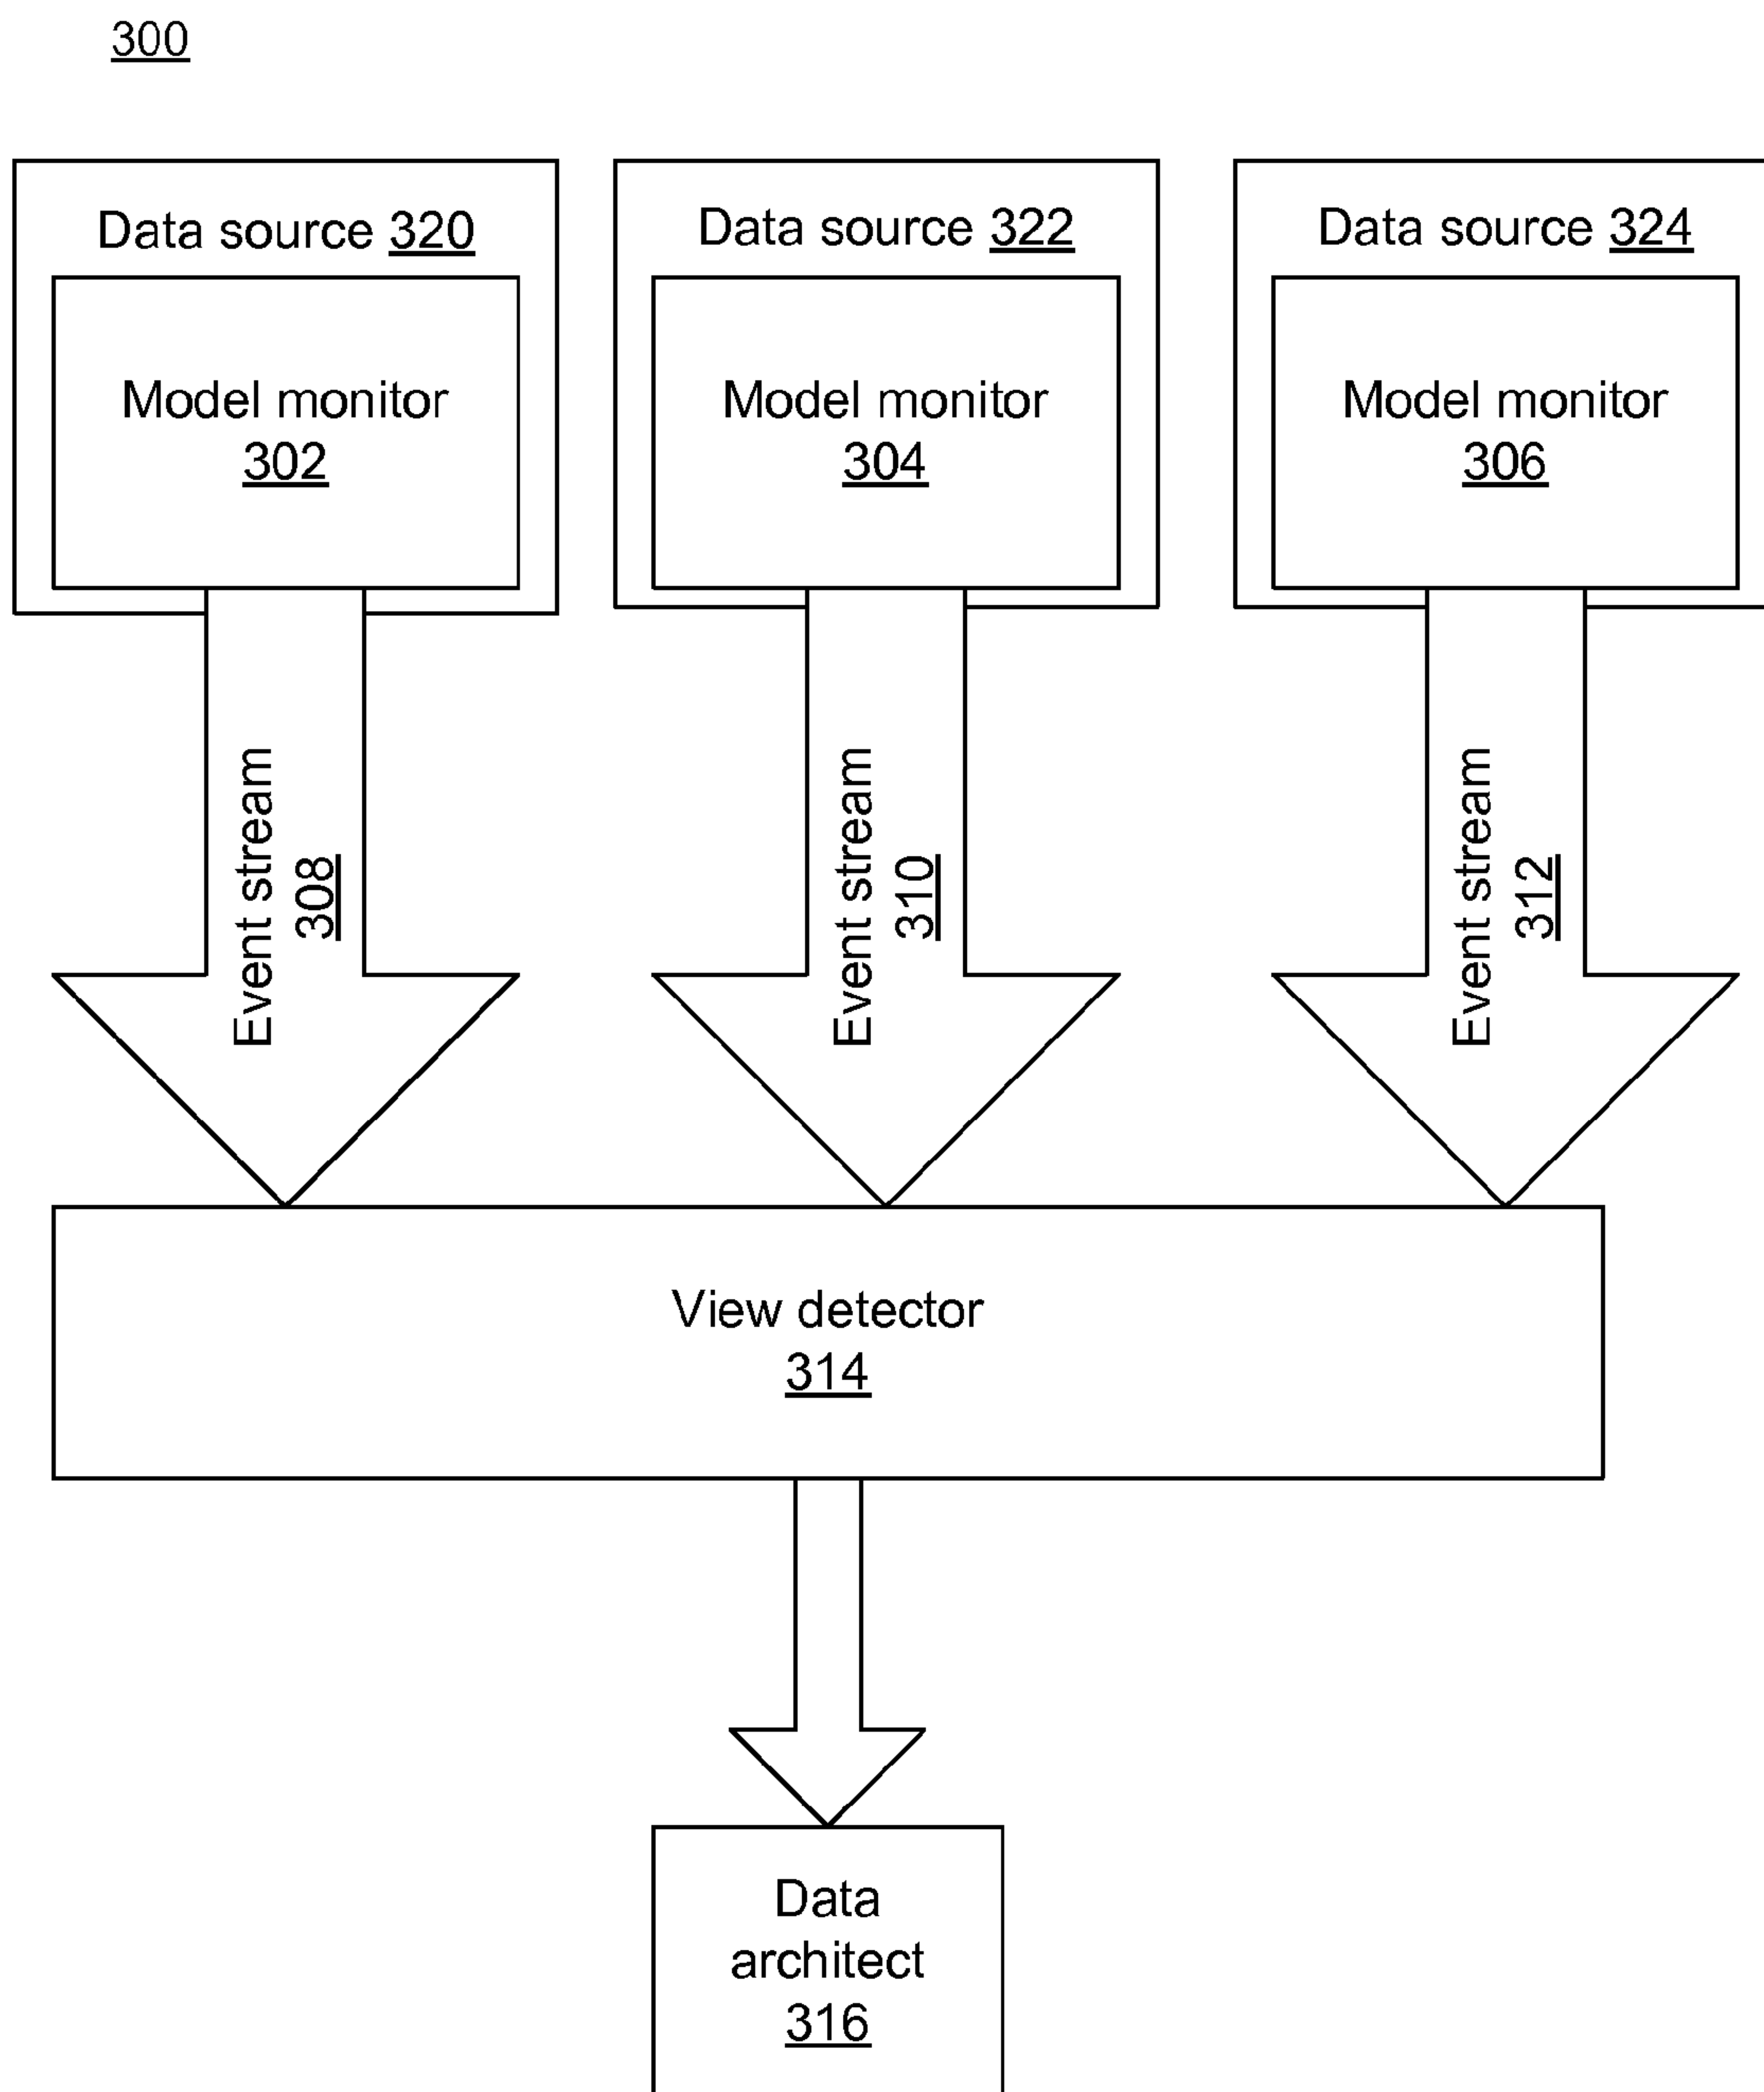 300
Data source 320
Model monitor
302
Data source 322
Model monitor
304
Data source 324
Model monitor
306
Event stream
308
Event stream
310
Event stream
312
View detector
314
Data
architect
316